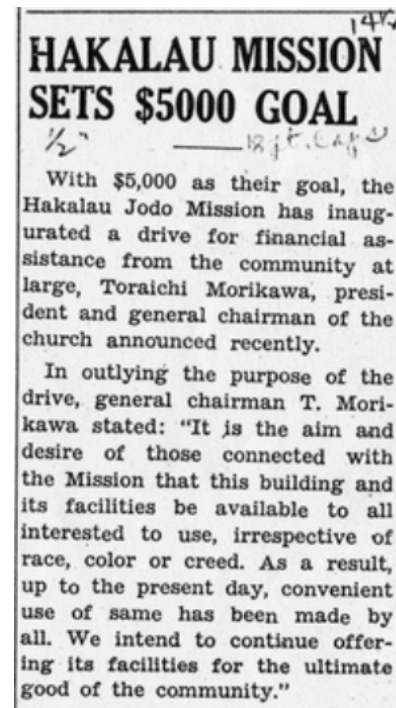 14
HAKALAU MISSION
SETS $5000 GOAL
1/2"
With $5,000 as their goal, the
Hakalau Jodo Mission has inaug-
urated a drive for financial as-
sistance from the community at
large, Toraichi Morikawa, presi-
dent and general chairman of the
church announced recently.
In outlying the purpose of the
drive, general chairman T. Mori-
kawa stated: "It is the aim and
desire of those connected with
the Mission that this building and
its facilities be available to all
interested to use, irrespective of
race, color or creed. As a result,
up to the present day, convenient
use of same has been made by
all. We intend to continue offer-
ing its facilities for the ultimate
good of the community."